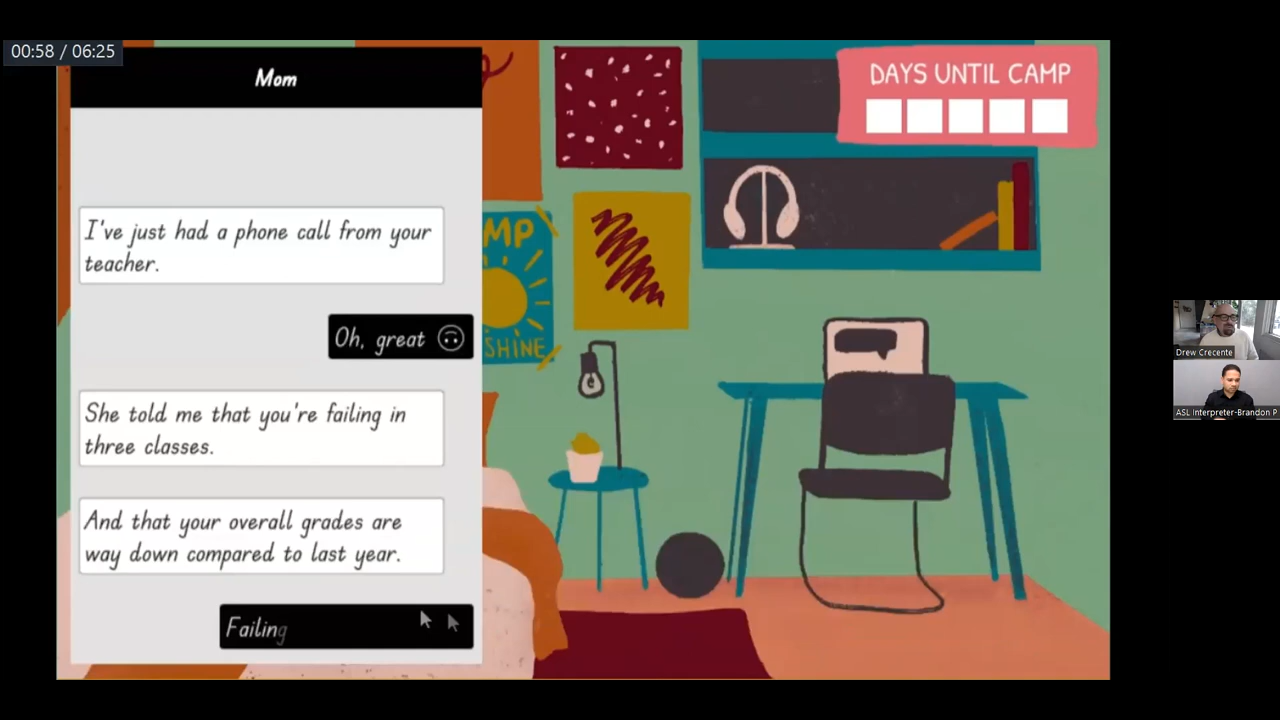 00:58 / 06:25
Mom
DAYS UNTIL CAMP
I've just had a phone call from your
teacher.
Oh, great
MP
SHINE
She told me that you're failing in
three classes.
And that your overall grades are
way down compared to last year.
Failing
Drew Crecente
ASL Interpreter-Brandon P